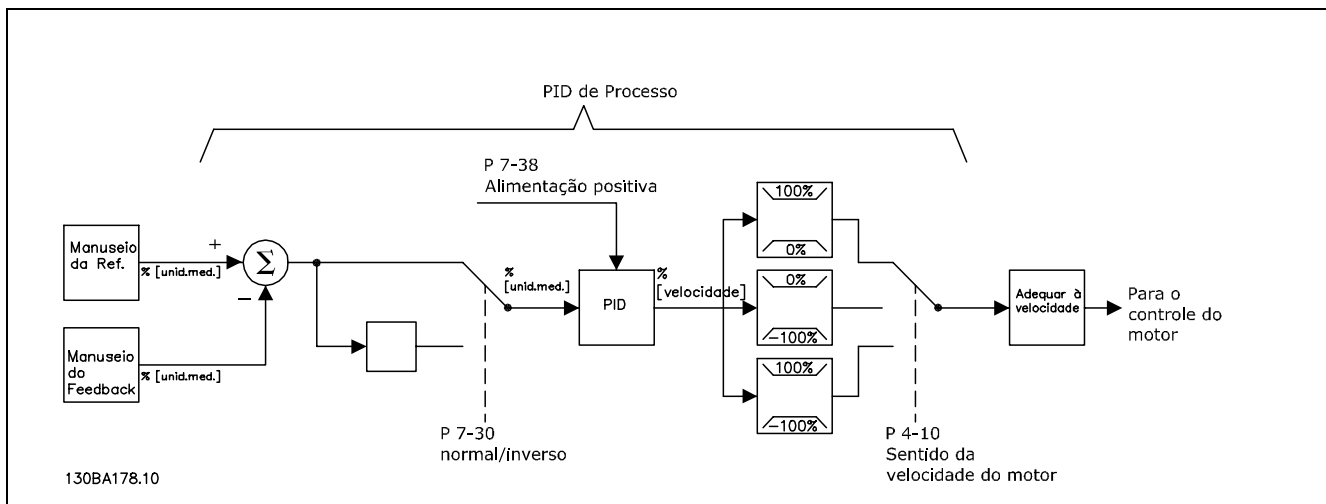 PID de Processo
P 7-38
Alimentação positiva
Manuseio
da Ref.
% [unid.med.]
+
Σ
−
Manuseio
do
Feedback
% [unid.med.]
%
[unid.med.]
PID
%
[velocidade]
100%
0%
0%
−100%
100%
−100%
Adequar à
velocidade
Para o
controle do
motor
P 7-30
normal/inverso
P 4-10
Sentido da
velocidade do motor
130BA178.10